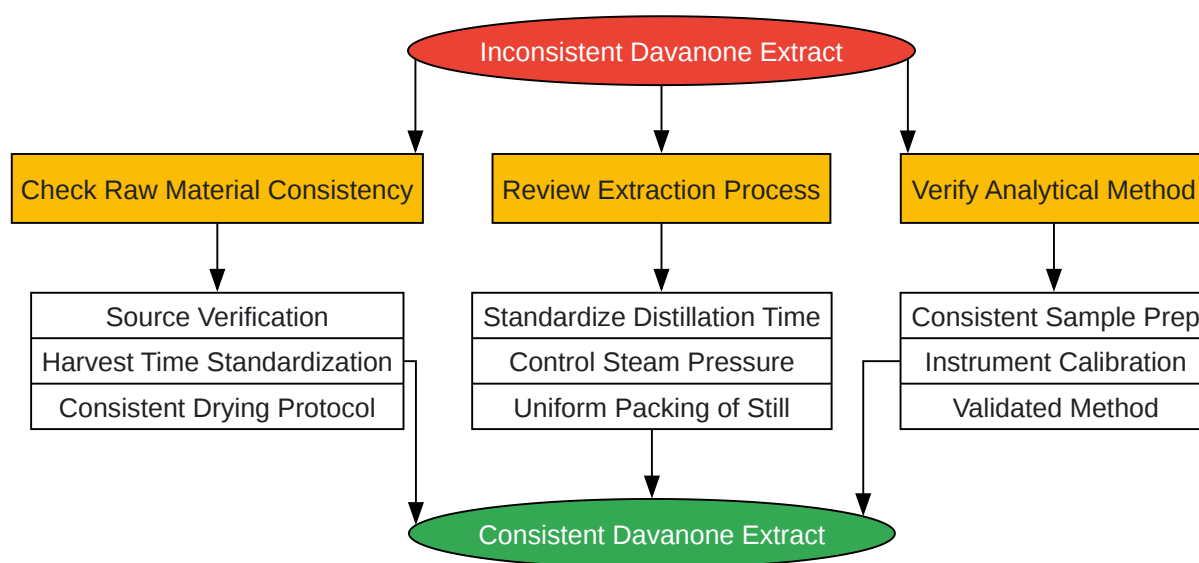 Inconsistent Davanone Extract
Check Raw Material Consistency
Review Extraction Process
Verify Analytical Method
Source Verification
Harvest Time Standardization
Consistent Drying Protocol
Standardize Distillation Time
Control Steam Pressure
Uniform Packing of Still
Consistent Sample Prep
Instrument Calibration
Validated Method
Consistent Davanone Extract